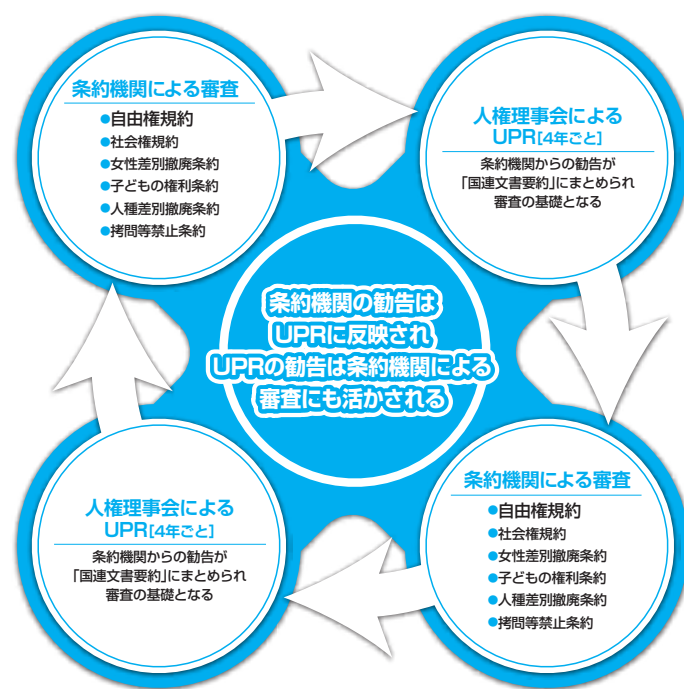 条約機関による審査
●自由権規約
●社会権規約
●女性差別撤廃条約
●子どもの権利条約
●人種差別撤廃条約
●拷問等禁止条約
人権理事会による
UPR[4年ごと]
条約機関からの勧告が
「国連文書要約」にまとめられ
審査の基礎となる
条約機関の勧告は
UPRに反映され
UPRの勧告は条約機関による
審査にも活かされる
人権理事会による
UPR[4年ごと]
条約機関からの勧告が
「国連文書要約」にまとめられ
審査の基礎となる
条約機関による審査
●自由権規約
●社会権規約
●女性差別撤廃条約
●子どもの権利条約
●人種差別撤廃条約
●拷問等禁止条約